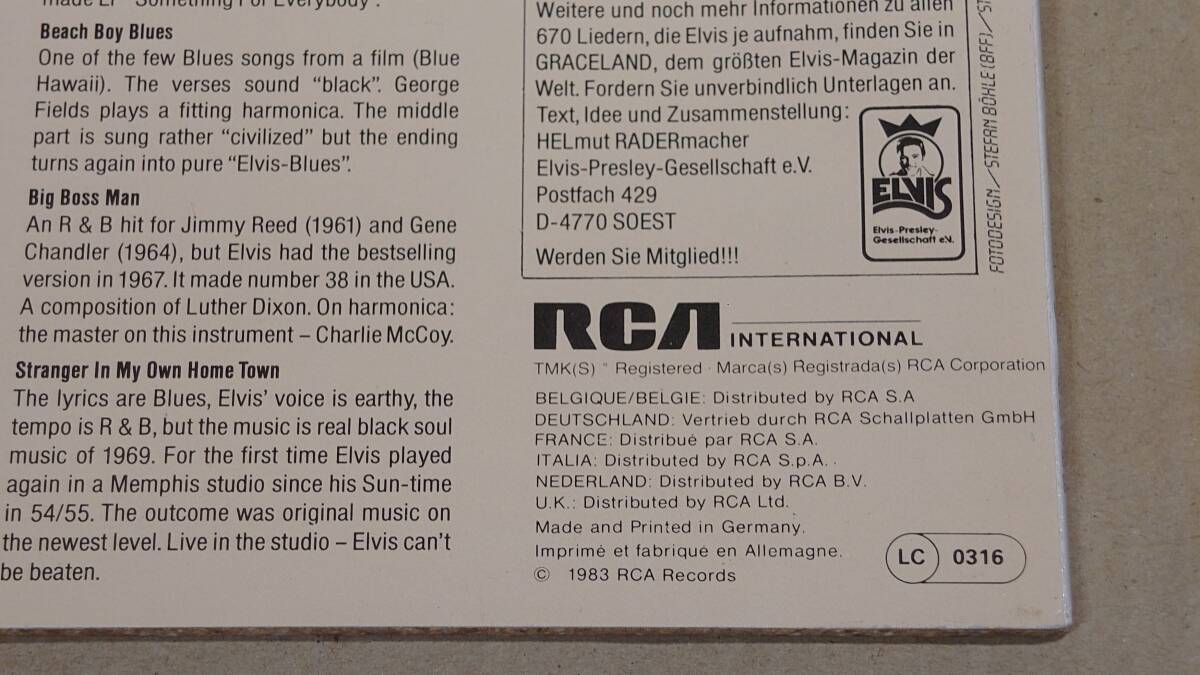 made LP "Something For Everybody".
Beach Boy Blues
One of the few Blues songs from a film (Blue
Hawaii). The verses sound "black". George
Fields plays a fitting harmonica. The middle
part is sung rather "civilized" but the ending
turns again into pure "Elvis-Blues".
Big Boss Man
An R & B hit for Jimmy Reed (1961) and Gene
Chandler (1964), but Elvis had the bestselling
version in 1967. It made number 38 in the USA.
A composition of Luther Dixon. On harmonica:
the master on this instrument – Charlie McCoy.
Stranger In My Own Home Town
The lyrics are Blues, Elvis' voice is earthy, the
tempo is R & B, but the music is real black soul
music of 1969. For the first time Elvis played
again in a Memphis studio since his Sun-time
in 54/55. The outcome was original music on
the newest level. Live in the studio – Elvis can't
be beaten.
Weitere und noch mehr Informationen zu allen
670 Liedern, die Elvis je aufnahm, finden Sie in
GRACELAND, dem größten Elvis-Magazin der
Welt. Fordern Sie unverbindlich Unterlagen an.
Text, Idee und Zusammenstellung:
HELmut RADERmacher
Elvis-Presley-Gesellschaft e.V.
Postfach 429
D-4770 SOEST
Werden Sie Mitglied!!!
ELVIS
Elvis-Presley-
Gesellschaft e.V.
FOTODESIGN / STEFAN BÖHLE (BFF) / ST
RCA INTERNATIONAL
TMK(S) ® Registered · Marca(s) Registrada(s) RCA Corporation
BELGIQUE/BELGIE: Distributed by RCA S.A
DEUTSCHLAND: Vertrieb durch RCA Schallplatten GmbH
FRANCE: Distribué par RCA S.A.
ITALIA: Distributed by RCA S.p.A.
NEDERLAND: Distributed by RCA B.V.
U.K.: Distributed by RCA Ltd.
Made and Printed in Germany.
Imprimé et fabriqué en Allemagne.
© 1983 RCA Records
LC 0316